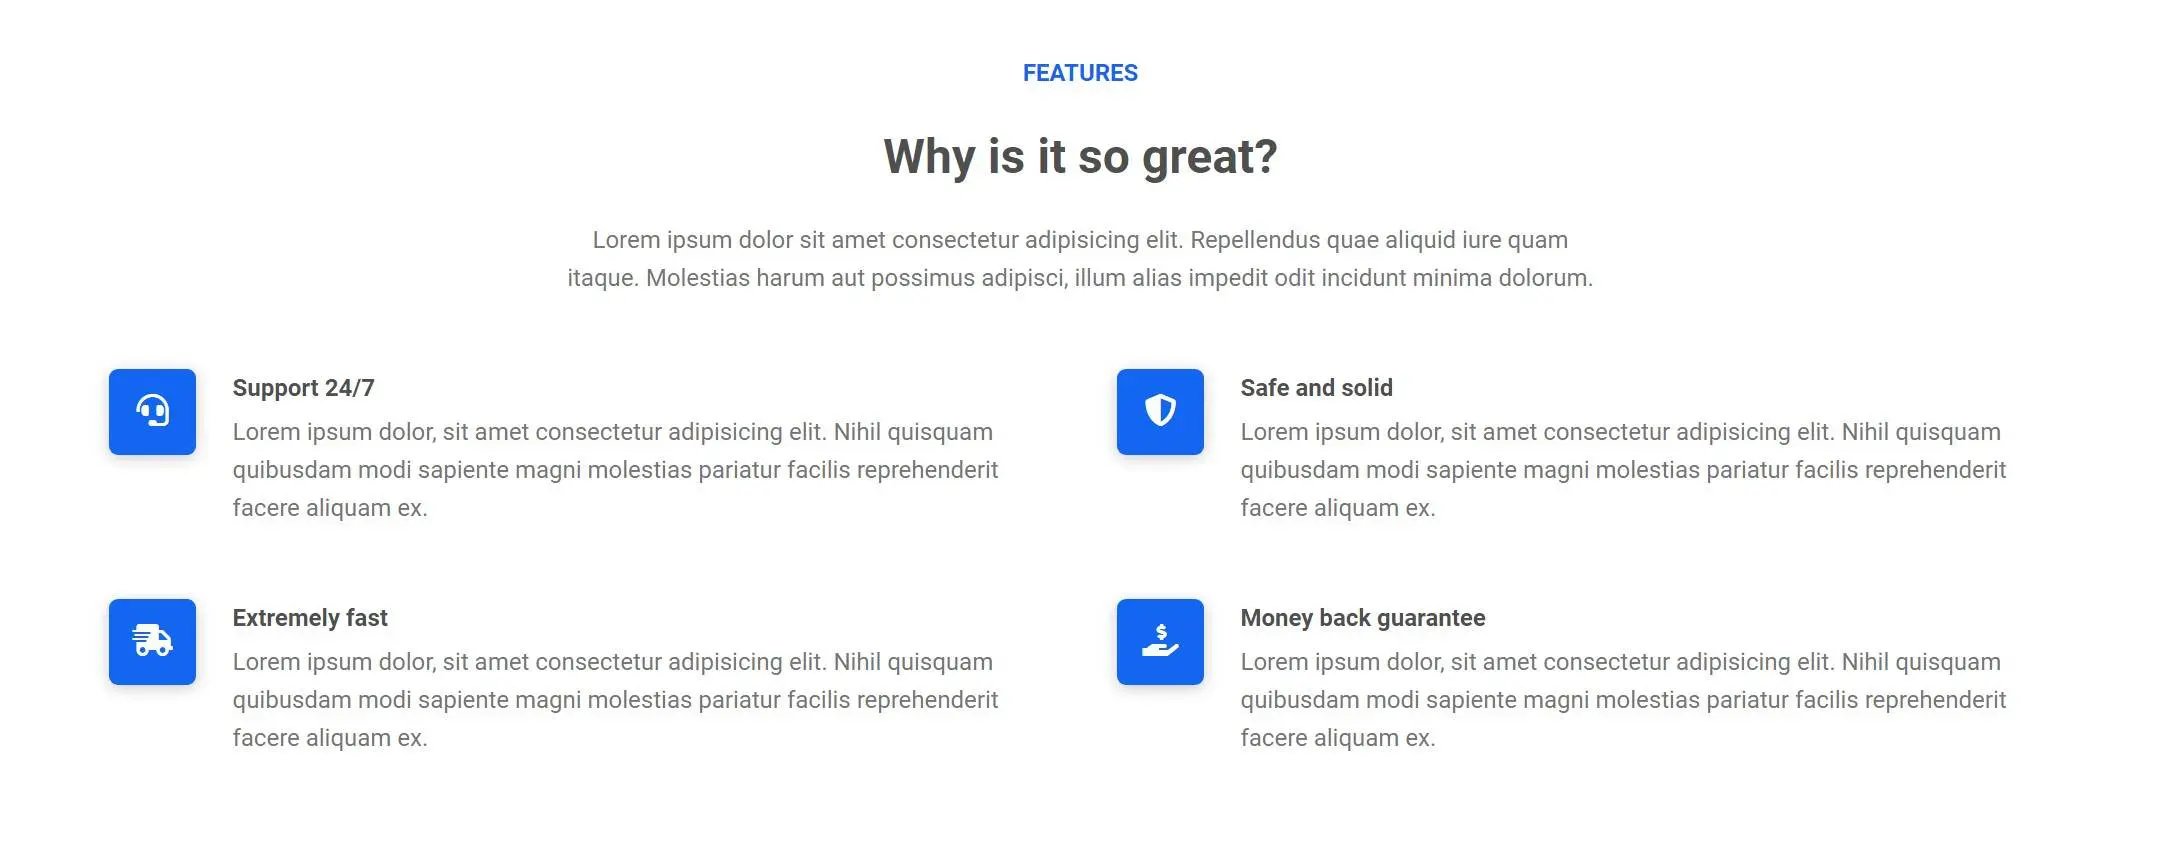 FEATURES
Why is it so great?
Lorem ipsum dolor sit amet consectetur adipisicing elit. Repellendus quae aliquid iure quam
itaque. Molestias harum aut possimus adipisci, illum alias impedit odit incidunt minima dolorum.
Support 24/7
Lorem ipsum dolor, sit amet consectetur adipisicing elit. Nihil quisquam
quibusdam modi sapiente magni molestias pariatur facilis reprehenderit
facere aliquam ex.
Safe and solid
Lorem ipsum dolor, sit amet consectetur adipisicing elit. Nihil quisquam
quibusdam modi sapiente magni molestias pariatur facilis reprehenderit
facere aliquam ex.
Extremely fast
Lorem ipsum dolor, sit amet consectetur adipisicing elit. Nihil quisquam
quibusdam modi sapiente magni molestias pariatur facilis reprehenderit
facere aliquam ex.
Money back guarantee
Lorem ipsum dolor, sit amet consectetur adipisicing elit. Nihil quisquam
quibusdam modi sapiente magni molestias pariatur facilis reprehenderit
facere aliquam ex.